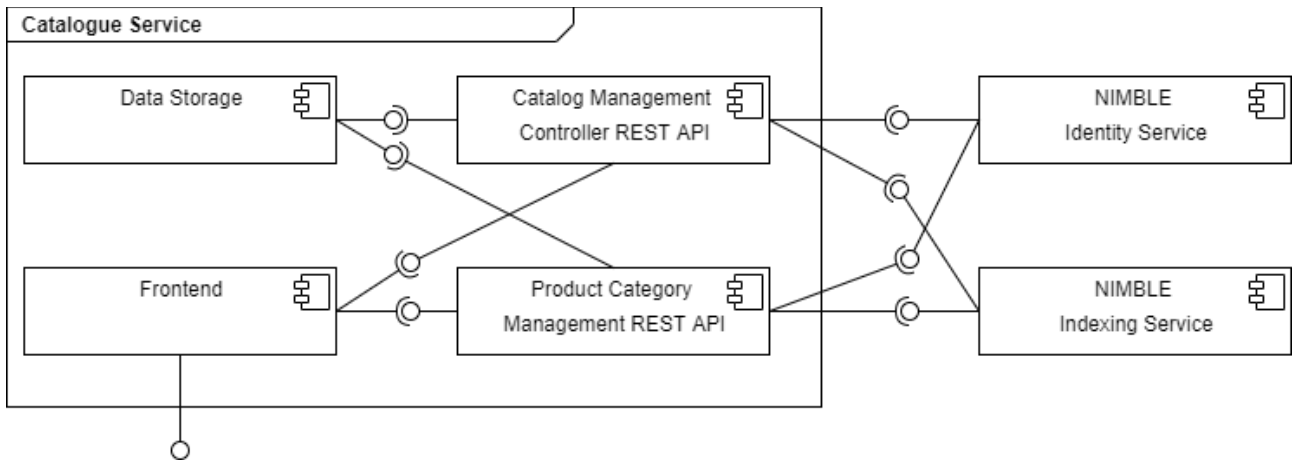 Catalogue Service
Data Storage
Catalog Management
Controller REST API
NIMBLE
Identity Service
Frontend
Product Category
Management REST API
NIMBLE
Indexing Service